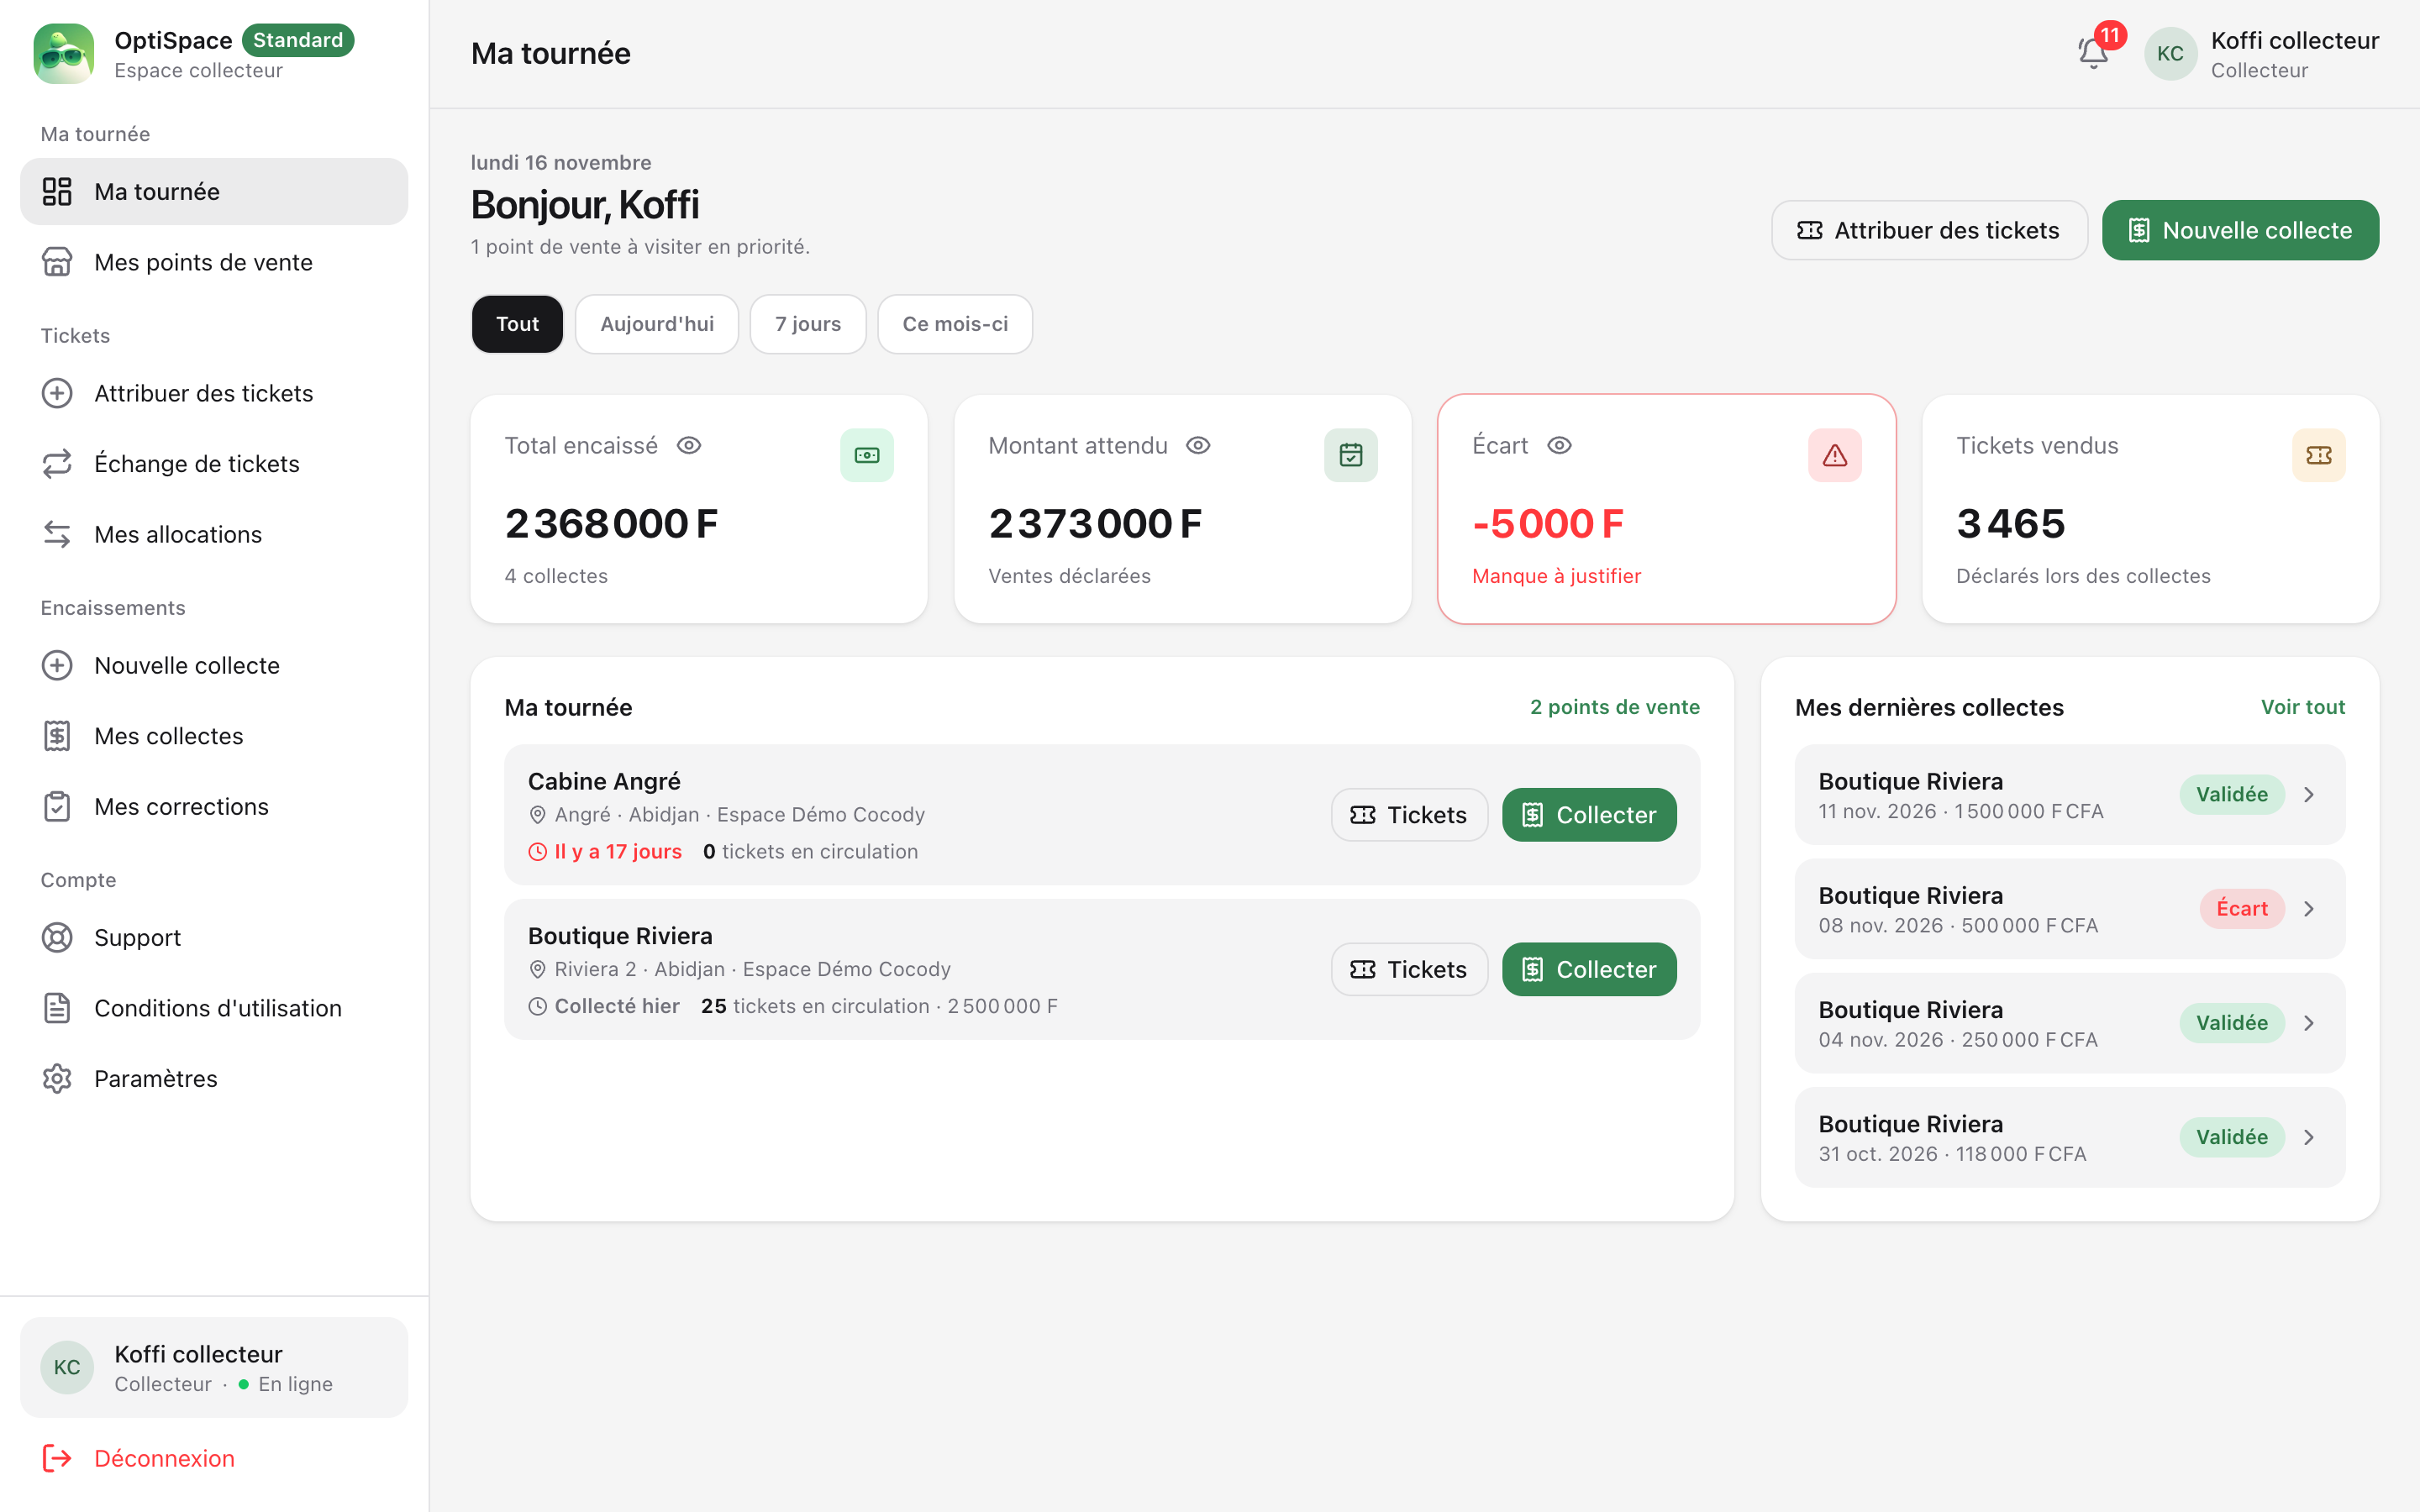 OptiSpace Standard
Espace collecteur
Ma tournée
Ma tournée
Mes points de vente
Tickets
Attribuer des tickets
Échange de tickets
Mes allocations
Encaissements
Nouvelle collecte
Mes collectes
Mes corrections
Compte
Support
Conditions d'utilisation
Paramètres
KC
Koffi collecteur
Collecteur · En ligne
Déconnexion
Ma tournée
11
KC
Koffi collecteur
Collecteur
lundi 16 novembre
Bonjour, Koffi
1 point de vente à visiter en priorité.
Attribuer des tickets
Nouvelle collecte
Tout
Aujourd'hui
7 jours
Ce mois-ci
Total encaissé
2 368 000 F
4 collectes
Montant attendu
2 373 000 F
Ventes déclarées
Écart
-5 000 F
Manque à justifier
Tickets vendus
3 465
Déclarés lors des collectes
Ma tournée
2 points de vente
Cabine Angré
Angré · Abidjan · Espace Démo Cocody
Il y a 17 jours 0 tickets en circulation
Tickets
Collecter
Boutique Riviera
Riviera 2 · Abidjan · Espace Démo Cocody
Collecté hier 25 tickets en circulation · 2 500 000 F
Tickets
Collecter
Mes dernières collectes
Voir tout
Boutique Riviera
11 nov. 2026 · 1 500 000 F CFA
Validée
Boutique Riviera
08 nov. 2026 · 500 000 F CFA
Écart
Boutique Riviera
04 nov. 2026 · 250 000 F CFA
Validée
Boutique Riviera
31 oct. 2026 · 118 000 F CFA
Validée